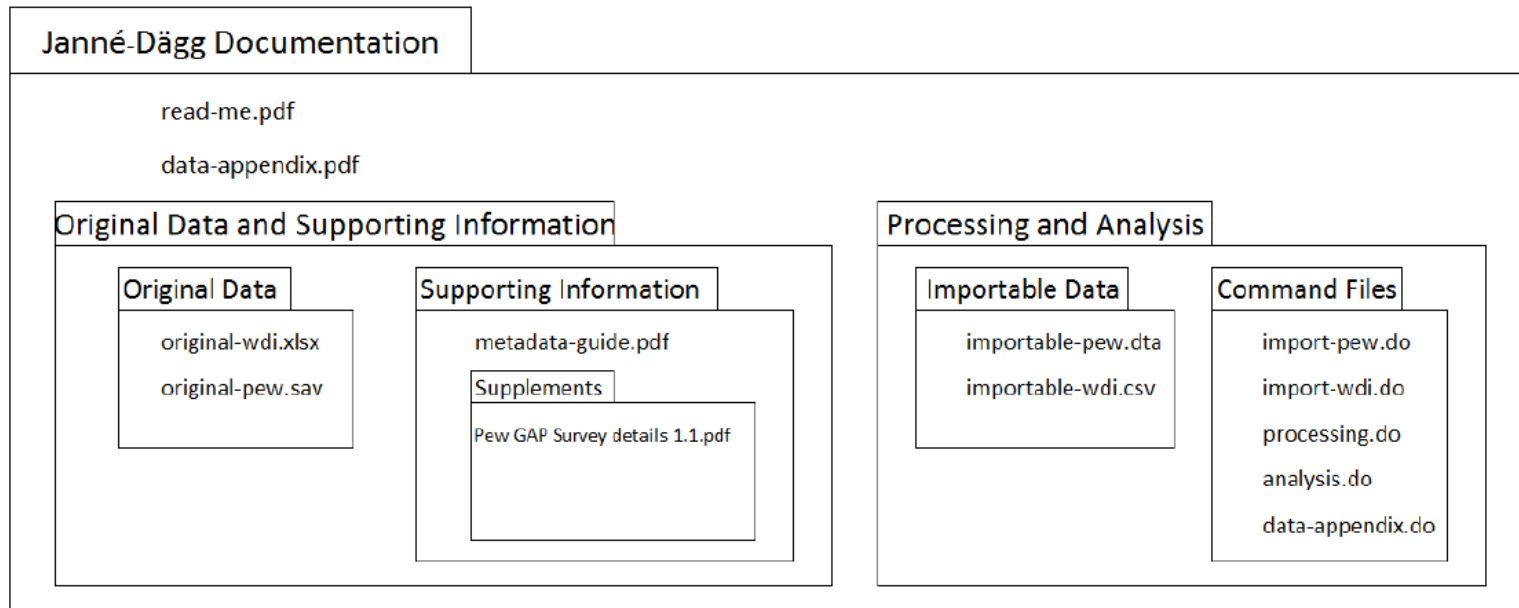 Janné-Dägg Documentation
read-me.pdf
data-appendix.pdf
Original Data and Supporting Information
Original Data
original-wdi.xlsx
original-pew.sav
Supporting Information
metadata-guide.pdf
Supplements
Pew GAP Survey details 1.1.pdf
Processing and Analysis
Importable Data
importable-pew.dta
importable-wdi.csv
Command Files
import-pew.do
import-wdi.do
processing.do
analysis.do
data-appendix.do